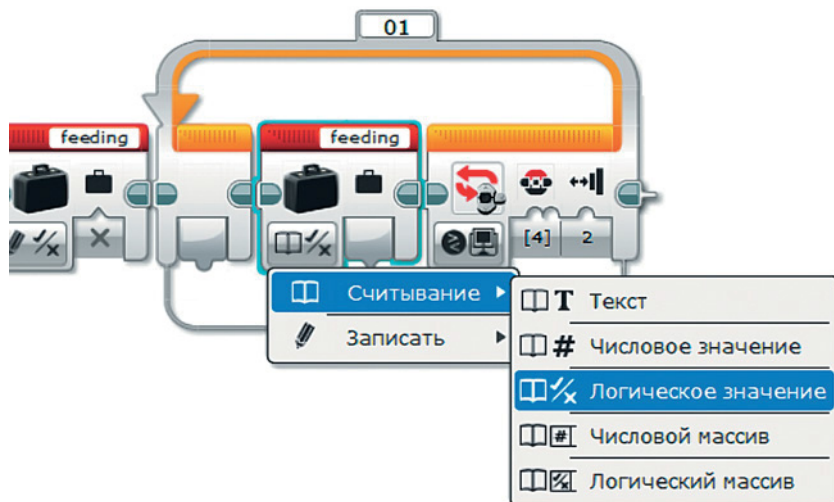 01
feeding
feeding
[4] 2
Считывание
Записать
T Текст
# Числовое значение
Логическое значение
# Числовой массив
Логический массив